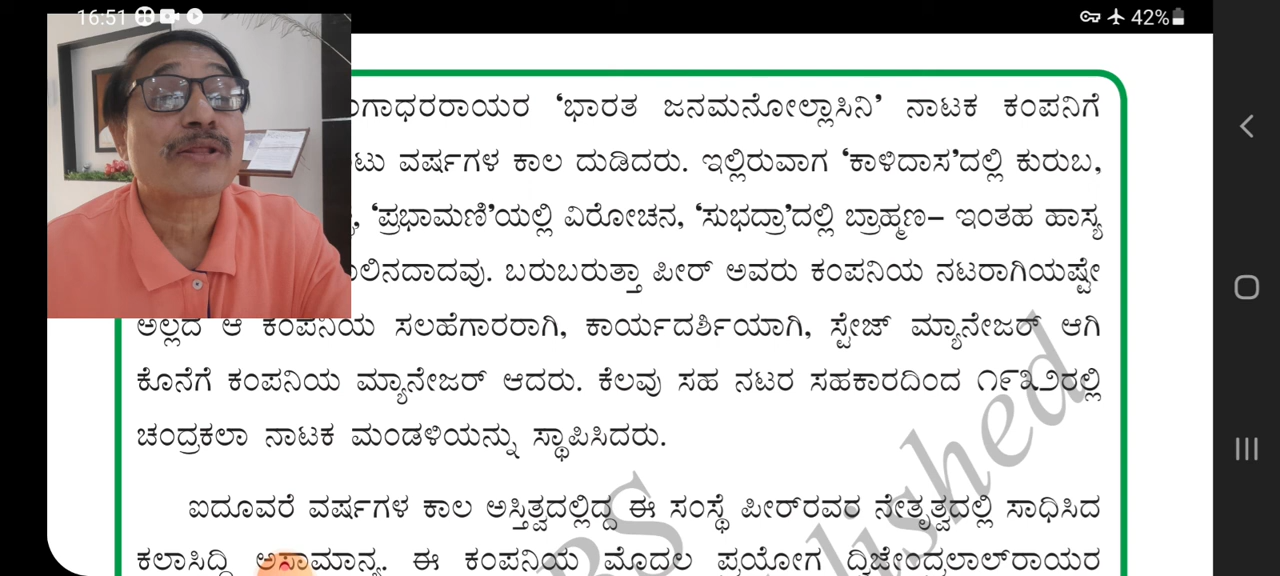 16:51
42%
ಗಾಧರರಾಯರ ‘ಭಾರತ ಜನಮನೋಲ್ಲಾಸಿನಿ’ ನಾಟಕ ಕಂಪನಿಗೆ
ಟು ವರ್ಷಗಳ ಕಾಲ ದುಡಿದರು. ಇಲ್ಲಿರುವಾಗ ‘ಕಾಳಿದಾಸ’ದಲ್ಲಿ ಕುರುಬ,
‘ಪ್ರಭಾಮಣಿ’ಯಲ್ಲಿ ವಿರೋಚನ, ‘ಸುಭದ್ರಾ’ದಲ್ಲಿ ಬ್ರಾಹ್ಮಣ– ಇಂತಹ ಹಾಸ್ಯ
ಲಿನದಾದವು. ಬರುಬರುತ್ತಾ ಪೀರ್ ಅವರು ಕಂಪನಿಯ ನಟರಾಗಿಯಷ್ಟೇ
ಅಲ್ಲದೆ ಆ ಕಂಪನಿಯ ಸಲಹೆಗಾರರಾಗಿ, ಕಾರ್ಯದರ್ಶಿಯಾಗಿ, ಸ್ಟೇಜ್ ಮ್ಯಾನೇಜರ್ ಆಗಿ
ಕೊನೆಗೆ ಕಂಪನಿಯ ಮ್ಯಾನೇಜರ್ ಆದರು. ಕೆಲವು ಸಹ ನಟರ ಸಹಕಾರದಿಂದ ೧೯೩೨ರಲ್ಲಿ
ಚಂದ್ರಕಲಾ ನಾಟಕ ಮಂಡಳಿಯನ್ನು ಸ್ಥಾಪಿಸಿದರು.
ಐದೂವರೆ ವರ್ಷಗಳ ಕಾಲ ಅಸ್ತಿತ್ವದಲ್ಲಿದ್ದ ಈ ಸಂಸ್ಥೆ ಪೀರ್‌ರವರ ನೇತೃತ್ವದಲ್ಲಿ ಸಾಧಿಸಿದ
ಕಲಾಸಿದ್ಧಿ ಅಸಾಮಾನ್ಯ. ಈ ಕಂಪನಿಯ ಮೊದಲ ಪ್ರಯೋಗ ದ್ವಿಜೇಂದ್ರಲಾಲ್‌ರಾಯರ